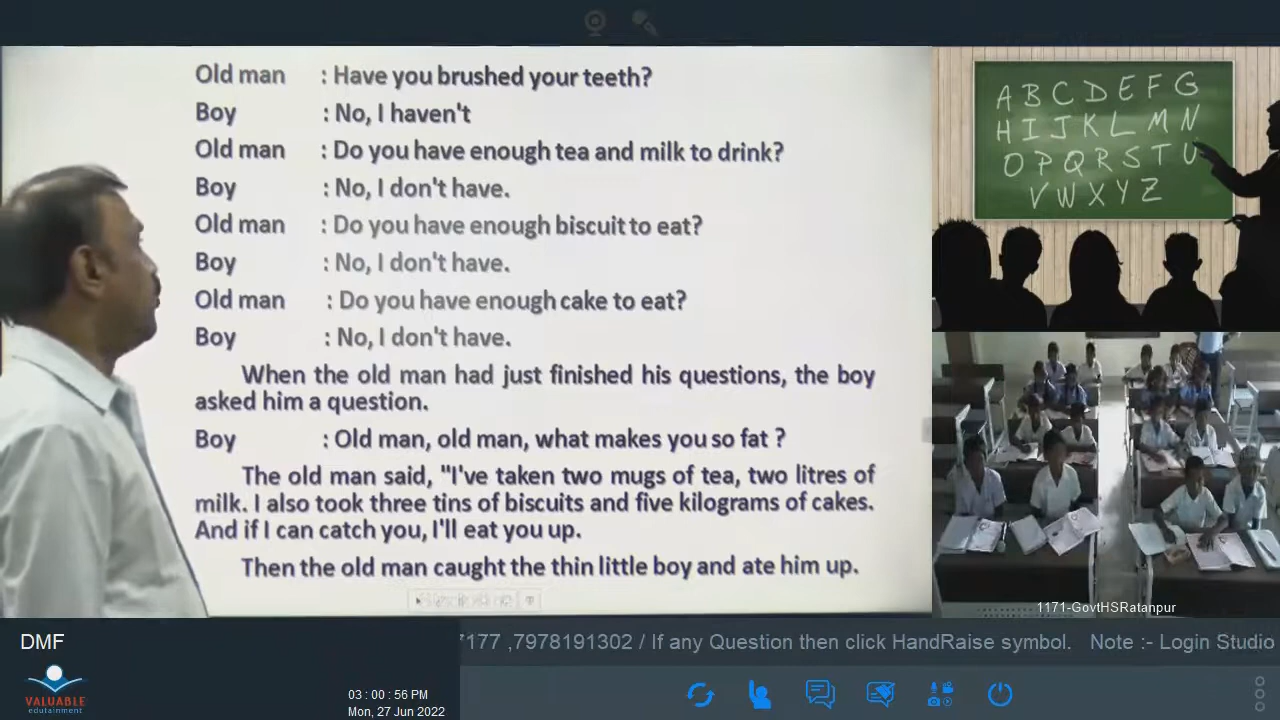 Old man : Have you brushed your teeth?
Boy : No, I haven't
Old man : Do you have enough tea and milk to drink?
Boy : No, I don't have.
Old man : Do you have enough biscuit to eat?
Boy : No, I don't have.
Old man : Do you have enough cake to eat?
Boy : No, I don't have.
When the old man had just finished his questions, the boy
asked him a question.
Boy : Old man, old man, what makes you so fat ?
The old man said, "I've taken two mugs of tea, two litres of
milk. I also took three tins of biscuits and five kilograms of cakes.
And if I can catch you, I'll eat you up.
Then the old man caught the thin little boy and ate him up.
A B C D E F G
H I J K L M N
O P Q R S T U
V W X Y Z
1171-GovtHSRatanpur
DMF
7177 ,7978191302 / If any Question then click HandRaise symbol. Note :- Login Studio
VALUABLE
edutainment
03 : 00 : 56 PM
Mon, 27 Jun 2022